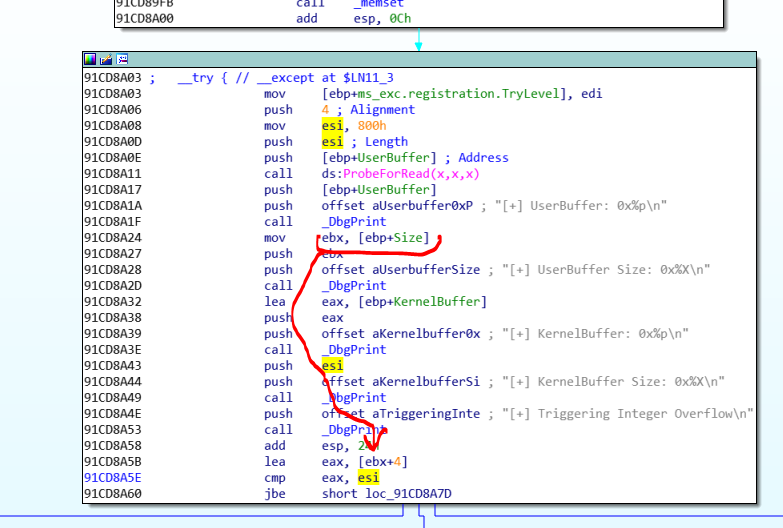 91CD89FB call _memset
91CD8A00 add esp, 0Ch
91CD8A03 ; __try { // __except at $LN11_3
91CD8A03 mov [ebp+ms_exc.registration.TryLevel], edi
91CD8A06 push 4 ; Alignment
91CD8A08 mov esi, 800h
91CD8A0D push esi ; Length
91CD8A0E push [ebp+UserBuffer] ; Address
91CD8A11 call ds:ProbeForRead(x,x,x)
91CD8A17 push [ebp+UserBuffer]
91CD8A1A push offset aUserbuffer0xP ; "[+] UserBuffer: 0x%p\n"
91CD8A1F call _DbgPrint
91CD8A24 mov ebx, [ebp+Size]
91CD8A27 push ebx
91CD8A28 push offset aUserbufferSize ; "[+] UserBuffer Size: 0x%X\n"
91CD8A2D call _DbgPrint
91CD8A32 lea eax, [ebp+KernelBuffer]
91CD8A38 push eax
91CD8A39 push offset aKernelbuffer0x ; "[+] KernelBuffer: 0x%p\n"
91CD8A3E call _DbgPrint
91CD8A43 push esi
91CD8A44 push offset aKernelbufferSi ; "[+] KernelBuffer Size: 0x%X\n"
91CD8A49 call _DbgPrint
91CD8A4E push offset aTriggeringInte ; "[+] Triggering Integer Overflow\n"
91CD8A53 call _DbgPrint
91CD8A58 add esp,
91CD8A5B lea eax, [ebx+4]
91CD8A5E cmp eax, esi
91CD8A60 jbe short loc_91CD8A7D